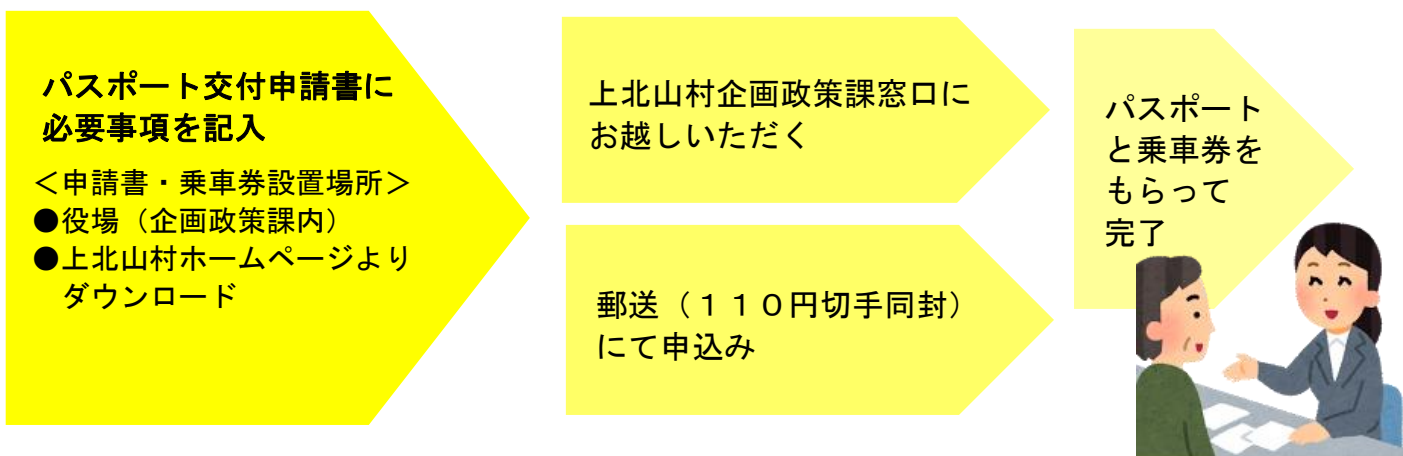 パスポート交付申請書に
必要事項を記入
＜申請書・乗車券設置場所＞
●役場（企画政策課内）
●上北山村ホームページより
ダウンロード
上北山村企画政策課窓口に
お越しいただく
郵送（１１０円切手同封）
にて申込み
パスポート
と乗車券を
もらって
完了